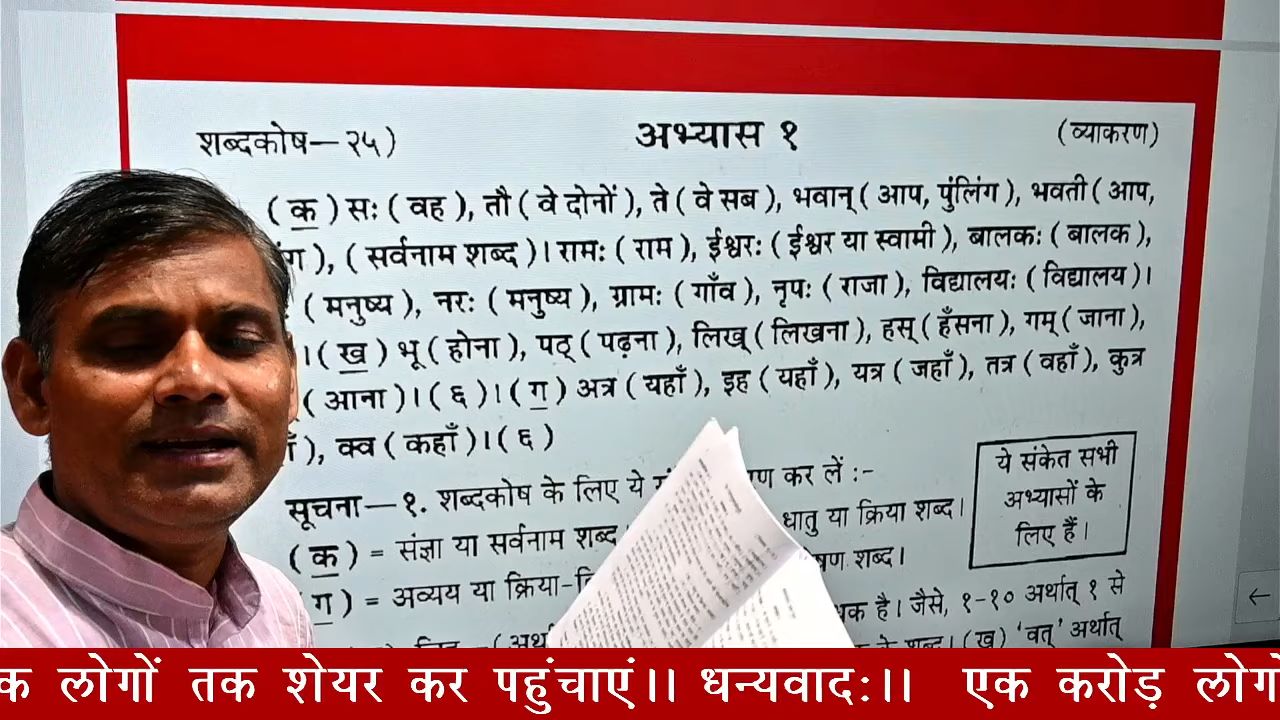 शब्दकोष—२५) अभ्यास १ (व्याकरण)
(क) सः (वह), तौ (वे दोनों), ते (वे सब), भवान् (आप, पुंलिंग), भवती (आप,
), (सर्वनाम शब्द)। रामः (राम), ईश्वरः (ईश्वर या स्वामी), बालकः (बालक),
(मनुष्य), नरः (मनुष्य), ग्रामः (गाँव), नृपः (राजा), विद्यालयः (विद्यालय)।
। (ख) भू (होना), पठ् (पढ़ना), लिख् (लिखना), हस् (हँसना), गम् (जाना),
(आना)। (६)। (ग) अत्र (यहाँ), इह (यहाँ), यत्र (जहाँ), तत्र (वहाँ), कुत्र
), क्व (कहाँ)। (६)
सूचना—१. शब्दकोष के लिए ये कर लें :–
(क) = संज्ञा या सर्वनाम शब्द धातु या क्रिया शब्द।
ग) = अव्यय या क्रिया- शब्द।
है। जैसे, १-१० अर्थात् १ से
के शब्द। (ख) 'वत्' अर्थात्
ये संकेत सभी
अभ्यासों के
लिए हैं।
क लोगों तक शेयर कर पहुंचाएं।। धन्यवादः।। एक करोड़ लोगो